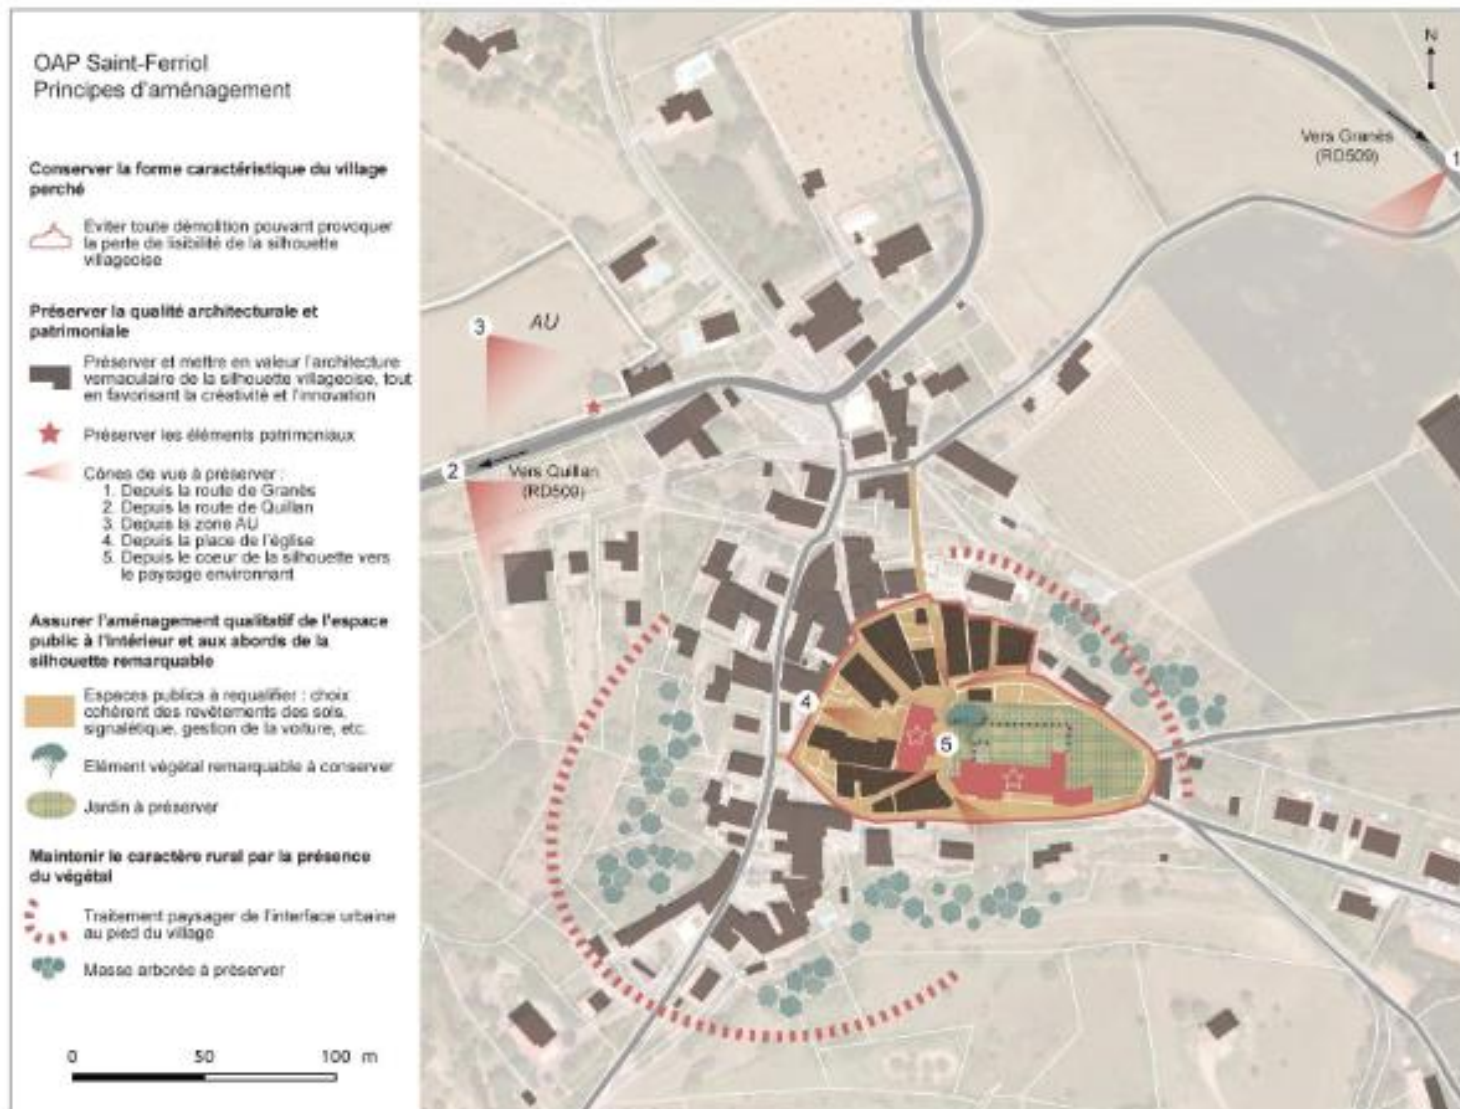 OAP Saint-Ferriol
Principes d'aménagement
Conserver la forme caractéristique du village
perché
Eviter toute démolition pouvant provoquer
la perte de lisibilité de la silhouette
villageoise
Préserver la qualité architecturale et
patrimoniale
Préserver et mettre en valeur l'architecture
vernaculaire de la silhouette villageoise, tout
en favorisant la créativité et l'innovation
Préserver les éléments patrimoniaux
Cônes de vue à préserver :
1. Depuis la route de Granès
2. Depuis la route de Quillan
3. Depuis la zone AU
4. Depuis la place de l'église
5. Depuis le coeur de la silhouette vers
le paysage environnant
Assurer l'aménagement qualitatif de l'espace
public à l'intérieur et aux abords de la
silhouette remarquable
Espaces publics à requalifier : choix
cohérent des revêtements des sols,
signalétique, gestion de la voiture, etc.
Elément végétal remarquable à conserver
Jardin à préserver
Maintenir le caractère rural par la présence
du végétal
Traitement paysager de l'interface urbaine
au pied du village
Masse arborée à préserver
0 50 100 m
N
Vers Granès
(RD509)
1
3
AU
2
Vers Quillan
(RD509)
4
5